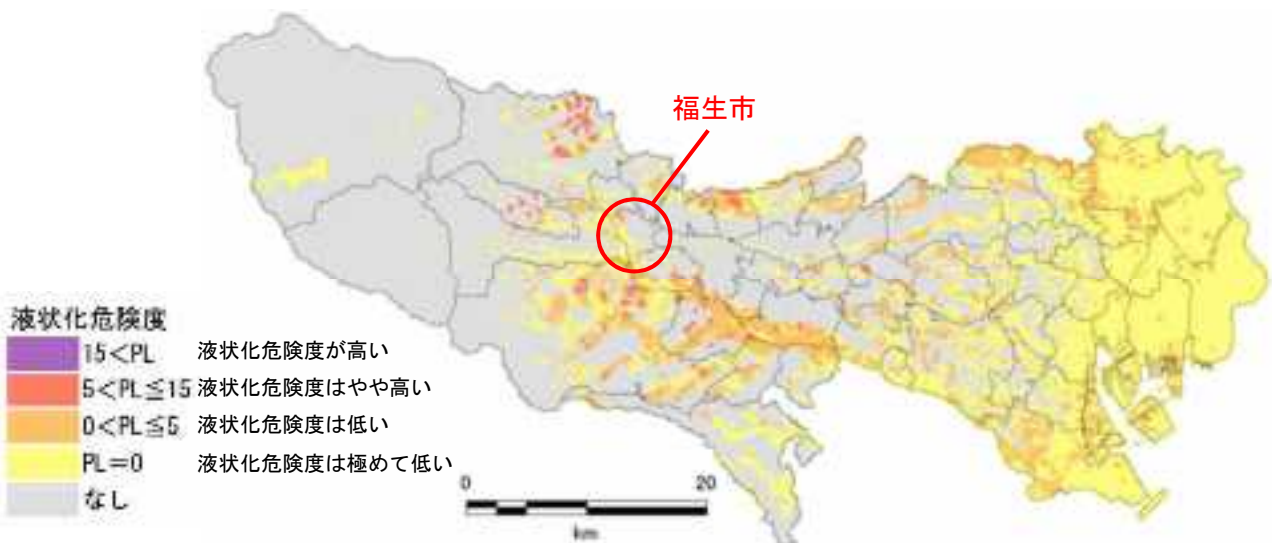 福生市
液状化危険度
15<PL 液状化危険度が高い
5<PL≦15 液状化危険度はやや高い
0<PL≦5 液状化危険度は低い
PL=0 液状化危険度は極めて低い
なし
0 20
km